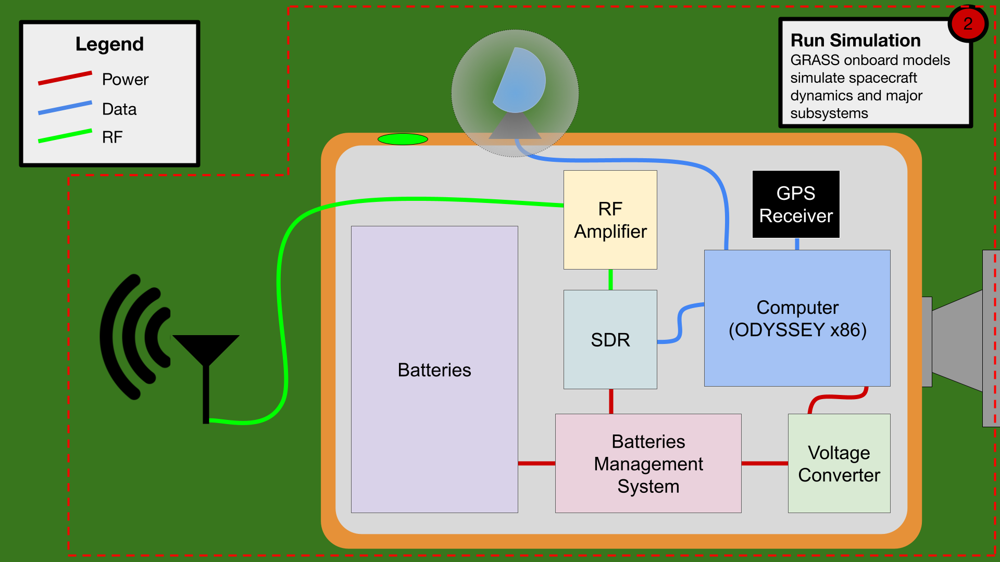 Legend
Power
Data
RF
2
Run Simulation
GRASS onboard models
simulate spacecraft
dynamics and major
subsystems
RF
Amplifier
GPS
Receiver
Computer
(ODYSSEY x86)
SDR
Batteries
Batteries
Management
System
Voltage
Converter